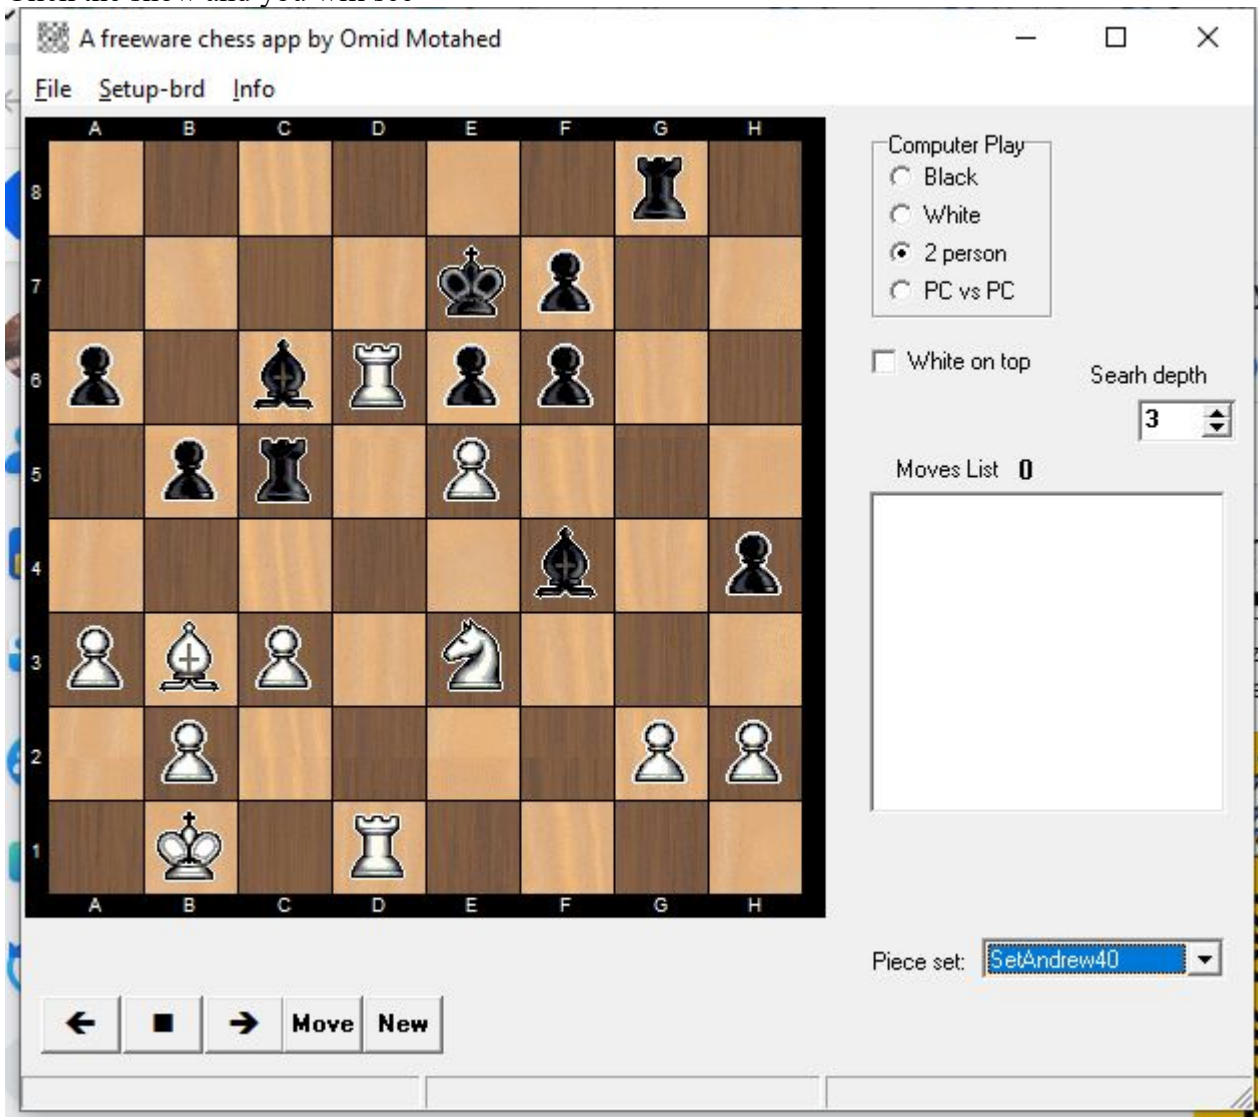 A freeware chess app by Omid Motahed
File Setup-brd Info
A B C D E F G H
8
7
6
5
4
3
2
1
A B C D E F G H
Computer Play
Black
White
2 person
PC vs PC
White on top
Searh depth
3
Moves List 0
Piece set: SetAndrew40
Move New